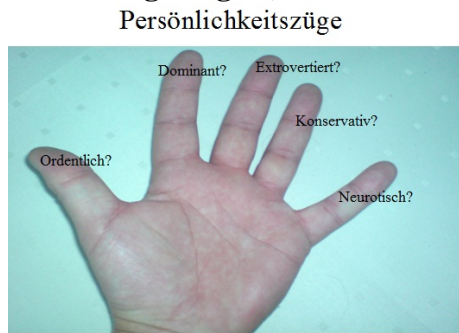 Persönlichkeitszüge
Dominant?
Extrovertiert?
Konservativ?
Ordentlich?
Neurotisch?